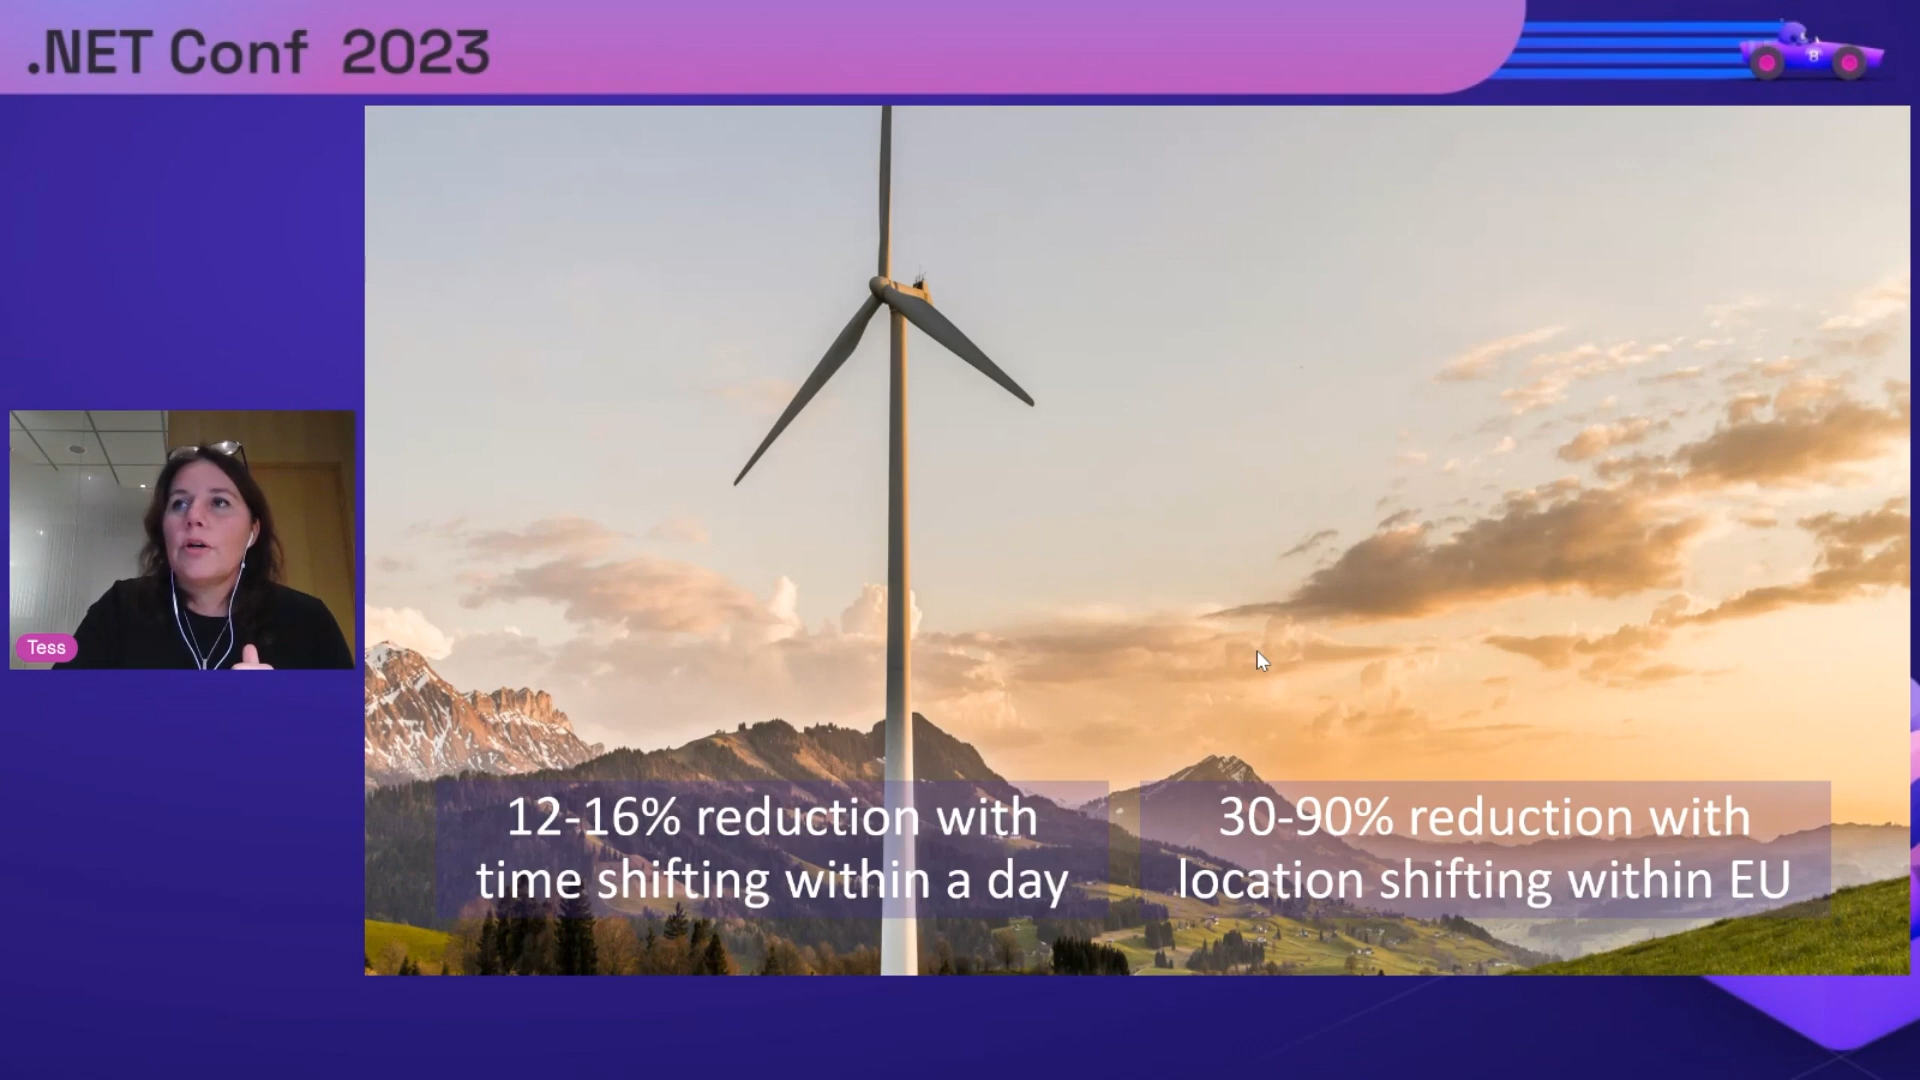 .NET Conf 2023
8
Tess
12-16% reduction with
time shifting within a day
30-90% reduction with
location shifting within EU